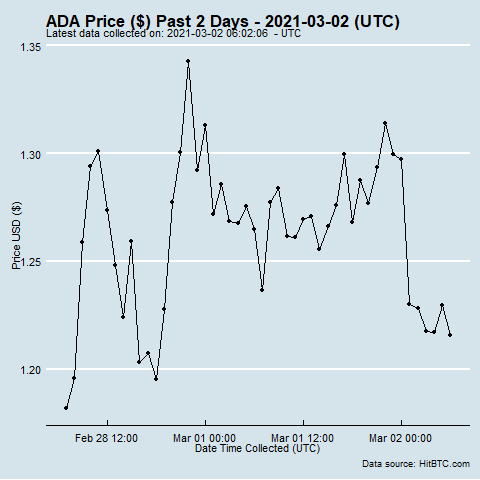 ADA Price ($) Past 2 Days - 2021-03-02 (UTC)
Latest data collected on: 2021-03-02 06:02:06 - UTC
1.35
1.30
1.25
1.20
Price USD ($)
Feb 28 12:00 Mar 01 00:00 Mar 01 12:00 Mar 02 00:00
Date Time Collected (UTC)
Data source: HitBTC.com